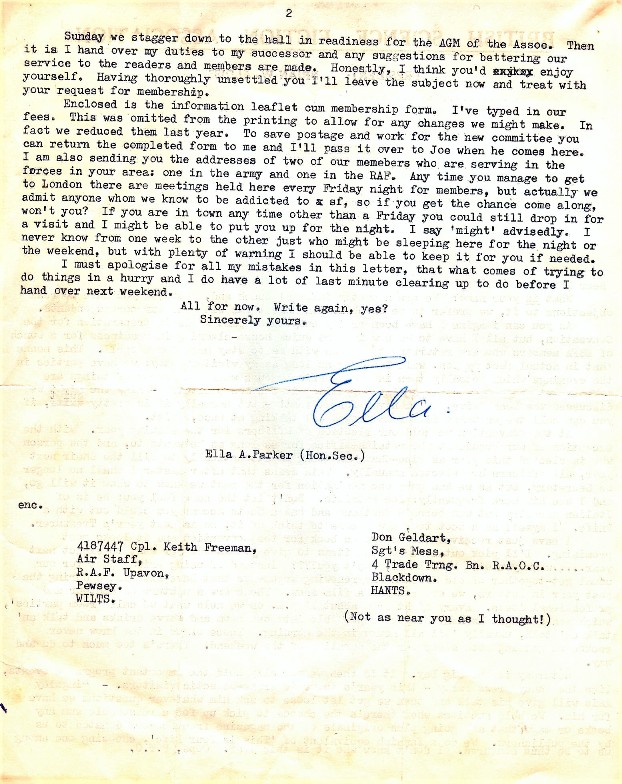 2
Sunday we stagger down to the hall in readiness for the AGM of the Assoc. Then
it is I hand over my duties to my successor and any suggestions for bettering our
service to the readers and members are made. Honestly, I think you'd enjoy
yourself. Having thoroughly unsettled you I'll leave the subject now and treat with
your request for membership.
Enclosed is the information leaflet cum membership form. I've typed in our
fees. This was omitted from the printing to allow for any changes we might make. In
fact we reduced them last year. To save postage and work for the new committee you
can return the completed form to me and I'll pass it over to Joe when he comes here.
I am also sending you the addresses of two of our memebers who are serving in the
forces in your area: one in the army and one in the RAF. Any time you manage to get
to London there are meetings held here every Friday night for members, but actually we
admit anyone whom we know to be addicted to sf, so if you get the chance come along,
won't you? If you are in town any time other than a Friday you could still drop in for
a visit and I might be able to put you up for the night. I say 'might' advisedly. I
never know from one week to the other just who might be sleeping here for the night or
the weekend, but with plenty of warning I should be able to keep it for you if needed.
I must apologise for all my mistakes in this letter, that what comes of trying to
do things in a hurry and I do have a lot of last minute clearing up to do before I
hand over next weekend.
All for now. Write again, yes?
Sincerely yours.
Ella.
Ella A.Parker (Hon.Sec.)
enc.
4187447 Cpl. Keith Freeman,
Air Staff,
R.A.F. Upavon,
Pewsey.
WILTS.
Don Geldart,
Sgt's Mess,
4 Trade Trng. Bn. R.A.O.C.
Blackdown.
HANTS.
(Not as near you as I thought!)